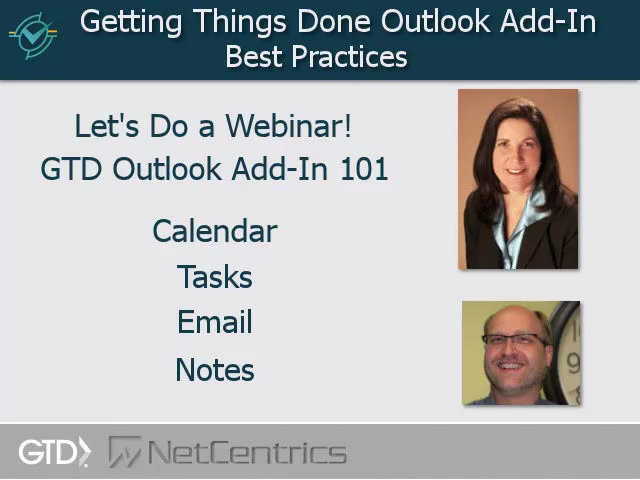 Getting Things Done Outlook Add-In
Best Practices
Let's Do a Webinar!
GTD Outlook Add-In 101
Calendar
Tasks
Email
Notes
GTD
NetCentrics